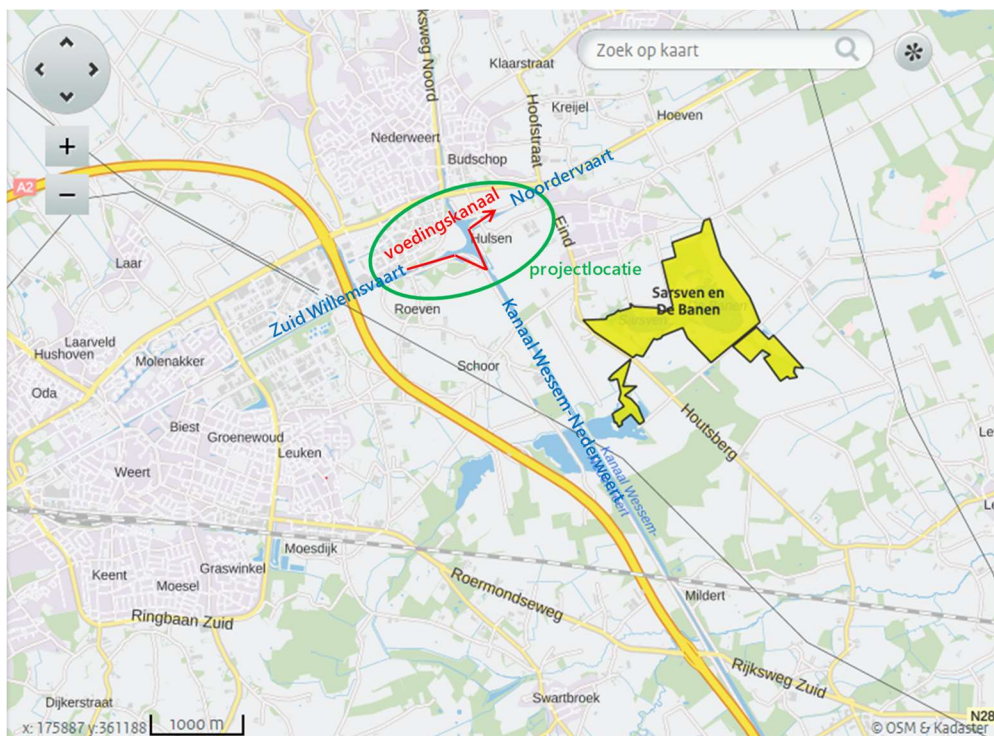 ksweg Noord
Zoek op kaart
Klaarstraat
Kreijel
Hoofstraat
Hoeven
Nederweert
Budschop
+
−
A2
Noordervaart
voedingskanaal
Hulsen
Eind
projectlocatie
Laar
Zuid Willemsvaart
Roeven
Sarsven en
De Banen
Kanaal Wessem-Nederweert
Laarveld
Hushoven
Molenakker
Schoor
Oda
Houtsberg
Biest
Groenewoud
Leuken
Weert
Le
Kanaal Wessem-
Moesdijk
Graswinkel
Keent
Moesel
Ringbaan Zuid
Roermondseweg
Mildert
Rijksweg Zuid
Swartbroek
Dijkerstraat
N28
x: 175887 y:361188
1000 m
© OSM & Kadaster